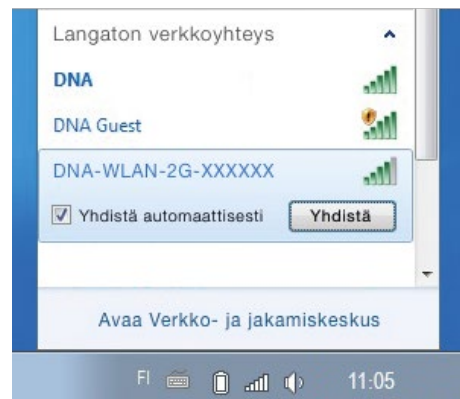 Langaton verkkoyhteys
DNA
DNA Guest
DNA-WLAN-2G-XXXXXX
Yhdistä automaattisesti Yhdistä
Avaa Verkko- ja jakamiskeskus
FI 11:05